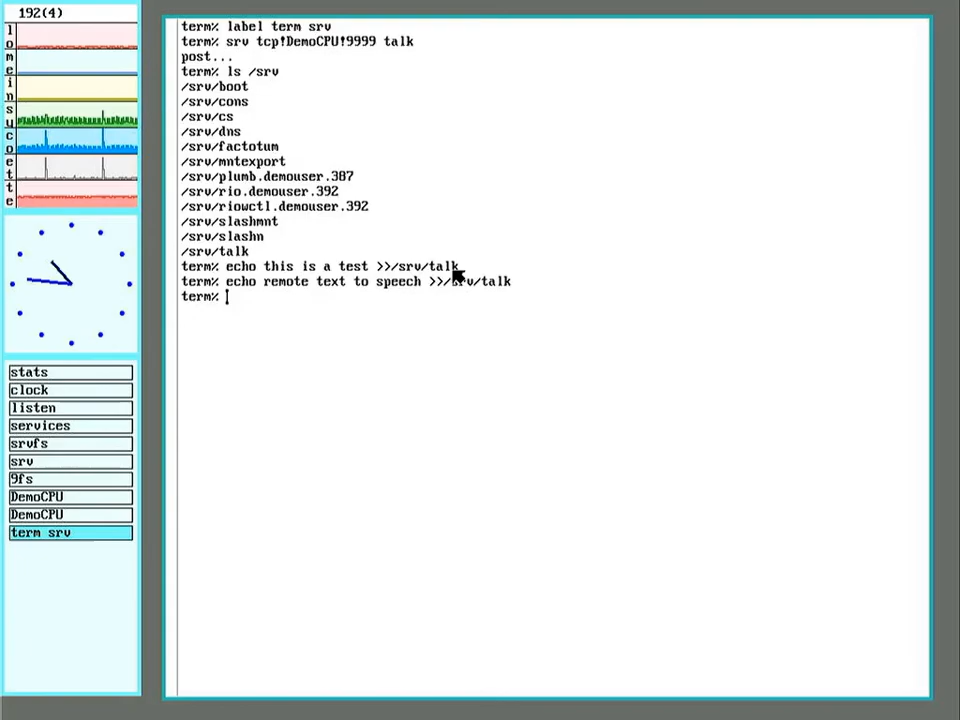 192(4)
l
o
m
e
i
n
s
y
c
o
e
t
t
e
stats
clock
listen
services
srvfs
srv
9fs
DemoCPU
DemoCPU
term srv
term% label term srv
term% srv tcp!DemoCPU!9999 talk
post...
term% ls /srv
/srv/boot
/srv/cons
/srv/cs
/srv/dns
/srv/factotum
/srv/mntexport
/srv/plumb.demouser.387
/srv/rio.demouser.392
/srv/riowctl.demouser.392
/srv/slashmnt
/srv/slashn
/srv/talk
term% echo this is a test >>/srv/talk
term% echo remote text to speech >>/srv/talk
term%